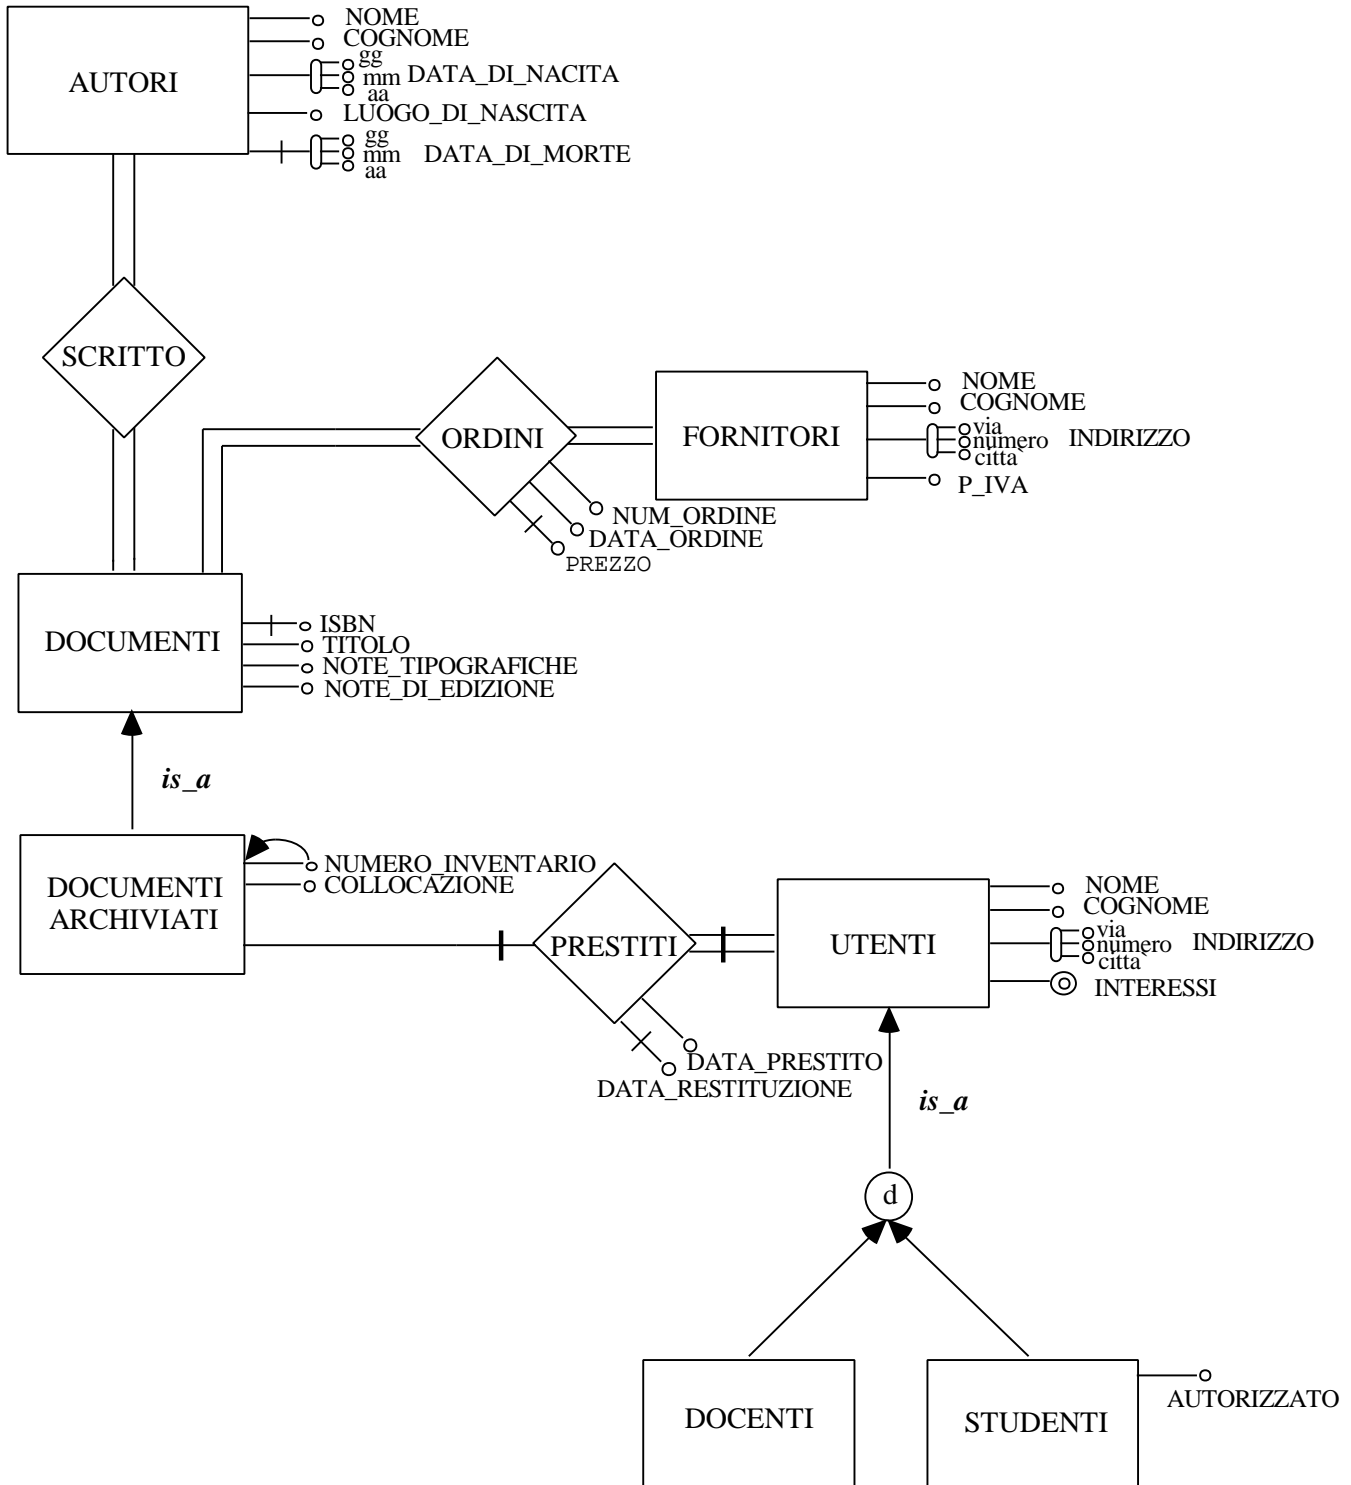 NOME
COGNOME
gg
mm DATA_DI_NACITA
aa
AUTORI
LUOGO_DI_NASCITA
gg
mm DATA_DI_MORTE
aa
SCRITTO
ORDINI
FORNITORI
NOME
COGNOME
via
numero INDIRIZZO
città
P_IVA
NUM_ORDINE
DATA_ORDINE
PREZZO
DOCUMENTI
ISBN
TITOLO
NOTE_TIPOGRAFICHE
NOTE_DI_EDIZIONE
is_a
DOCUMENTI
ARCHIVIATI
NUMERO_INVENTARIO
COLLOCAZIONE
PRESTITI
UTENTI
NOME
COGNOME
via
numero INDIRIZZO
città
INTERESSI
DATA_PRESTITO
DATA_RESTITUZIONE
is_a
d
DOCENTI
STUDENTI
AUTORIZZATO